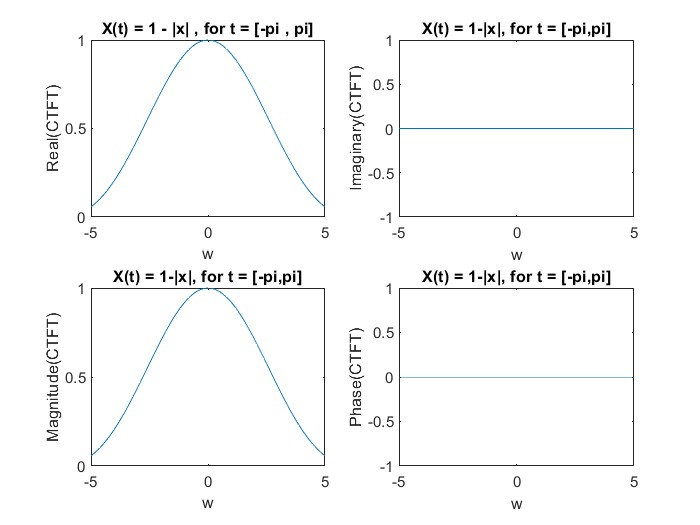 X(t) = 1 - |x| , for t = [-pi , pi]
Real(CTFT)
1
0.5
0
-5
0
5
w
X(t) = 1-|x|, for t = [-pi,pi]
Imaginary(CTFT)
1
0.5
0
-0.5
-1
-5
0
5
w
X(t) = 1-|x|, for t = [-pi,pi]
Magnitude(CTFT)
1
0.5
0
-5
0
5
w
X(t) = 1-|x|, for t = [-pi,pi]
Phase(CTFT)
1
0.5
0
-0.5
-1
-5
0
5
w